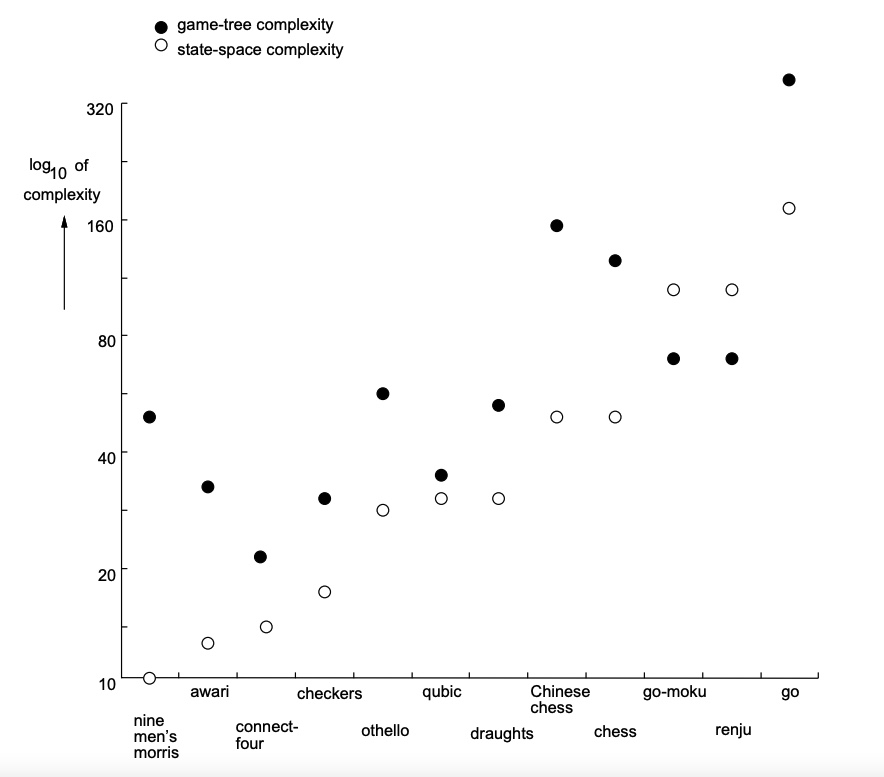 game-tree complexity
state-space complexity
320
log10 of
complexity
160
80
40
20
10
awari
checkers
qubic
Chinese
chess
go-moku
go
nine
men's
morris
connect-
four
othello
draughts
chess
renju